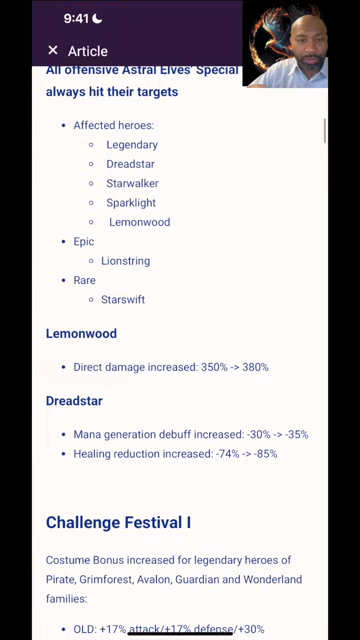 9:41
× Article
All offensive Astral Elves' Special
always hit their targets
• Affected heroes:
○ Legendary
○ Dreadstar
○ Starwalker
○ Sparklight
○ Lemonwood
• Epic
○ Lionstring
• Rare
○ Starswift
Lemonwood
• Direct damage increased: 350% -> 380%
Dreadstar
• Mana generation debuff increased: -30% -> -35%
• Healing reduction increased: -74% -> -85%
Challenge Festival I
Costume Bonus increased for legendary heroes of
Pirate, Grimforest, Avalon, Guardian and Wonderland
families:
• OLD: +17% attack/+17% defense/+30%